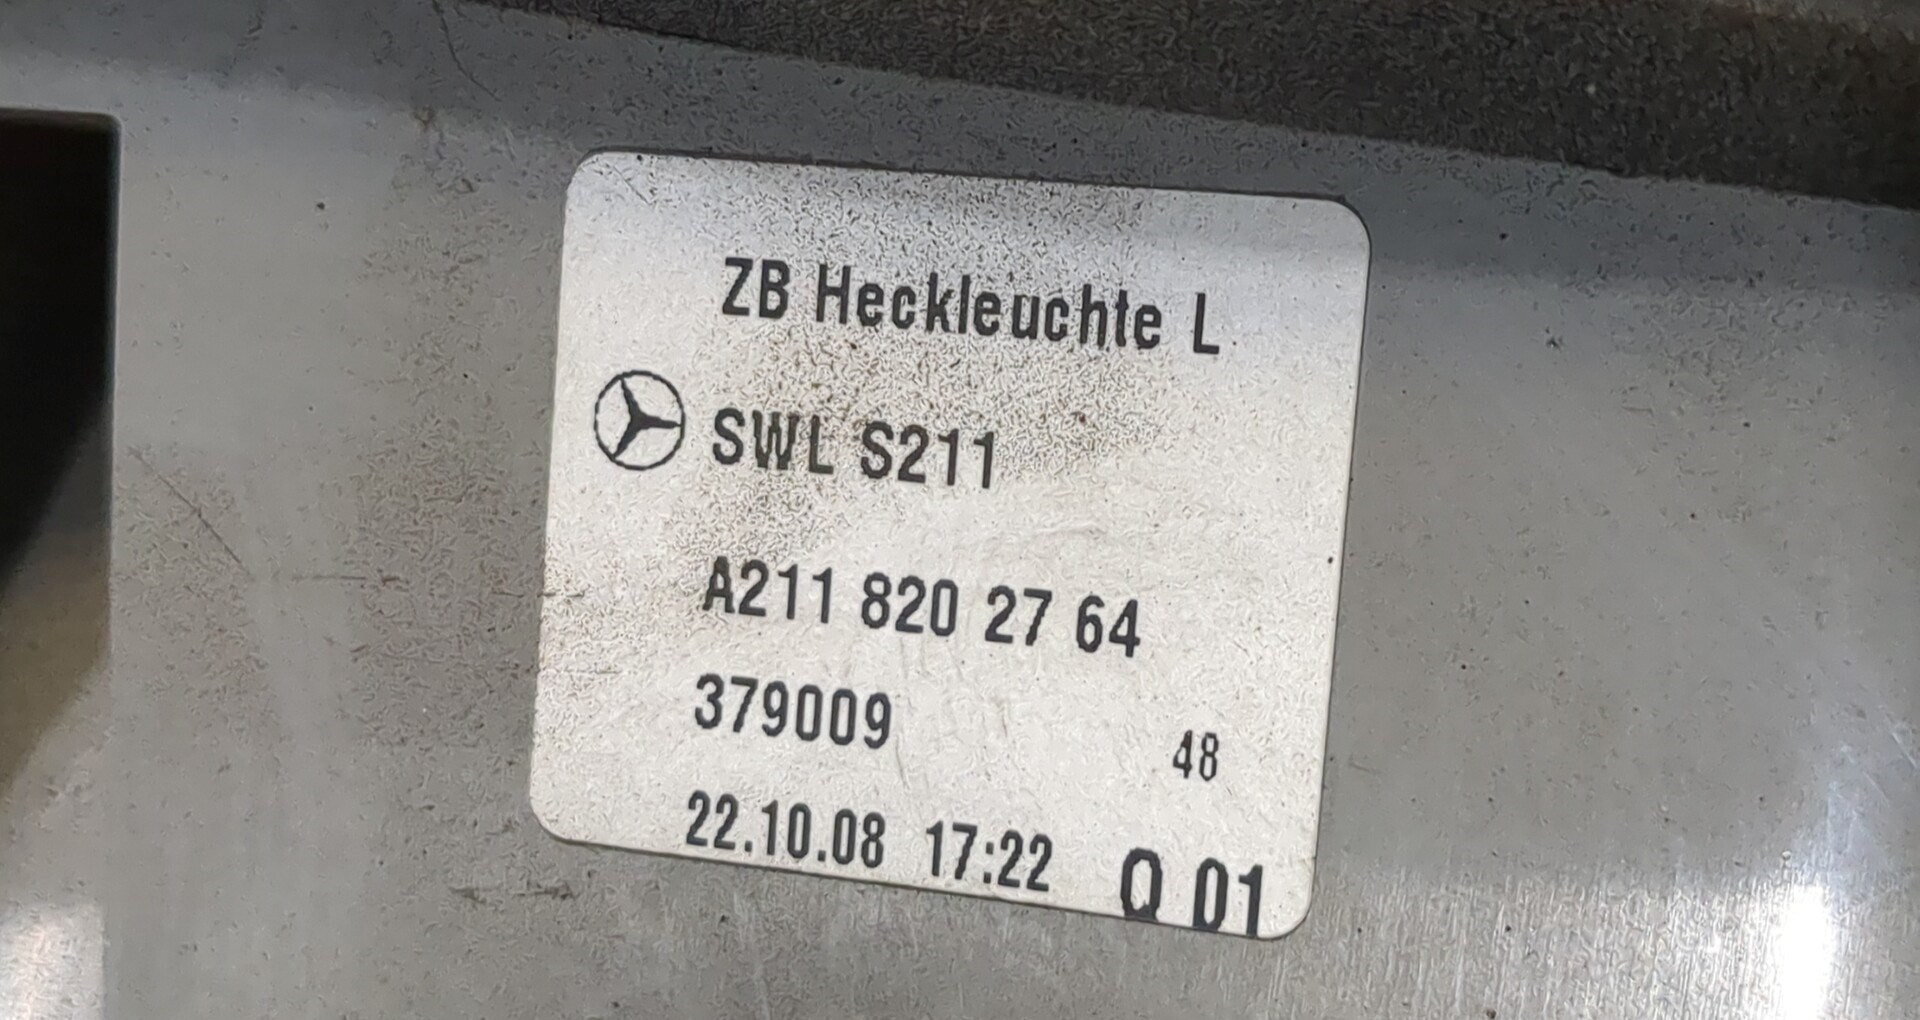 ZB Heckleuchte L
SWL S211
A211 820 27 64
379009 48
22.10.08 17:22 Q 01